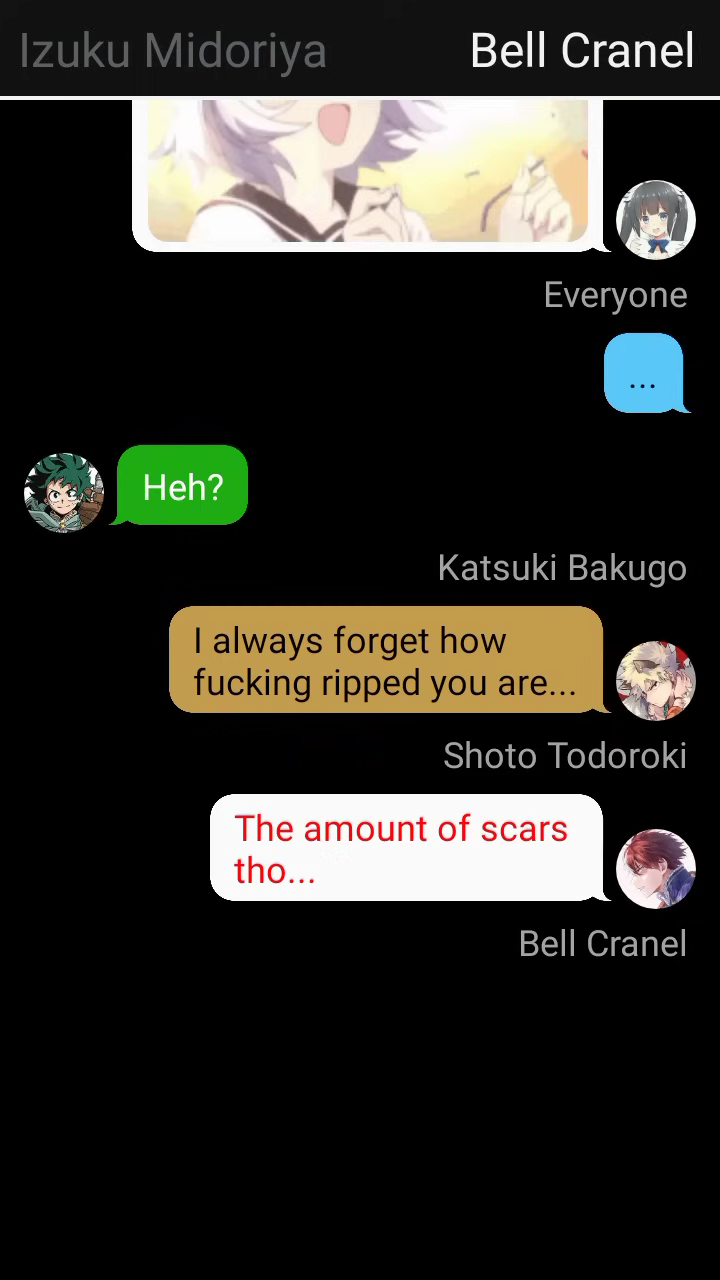 Izuku Midoriya
Bell Cranel
Everyone
...
Heh?
Katsuki Bakugo
I always forget how
fucking ripped you are...
Shoto Todoroki
The amount of scars
tho...
Bell Cranel